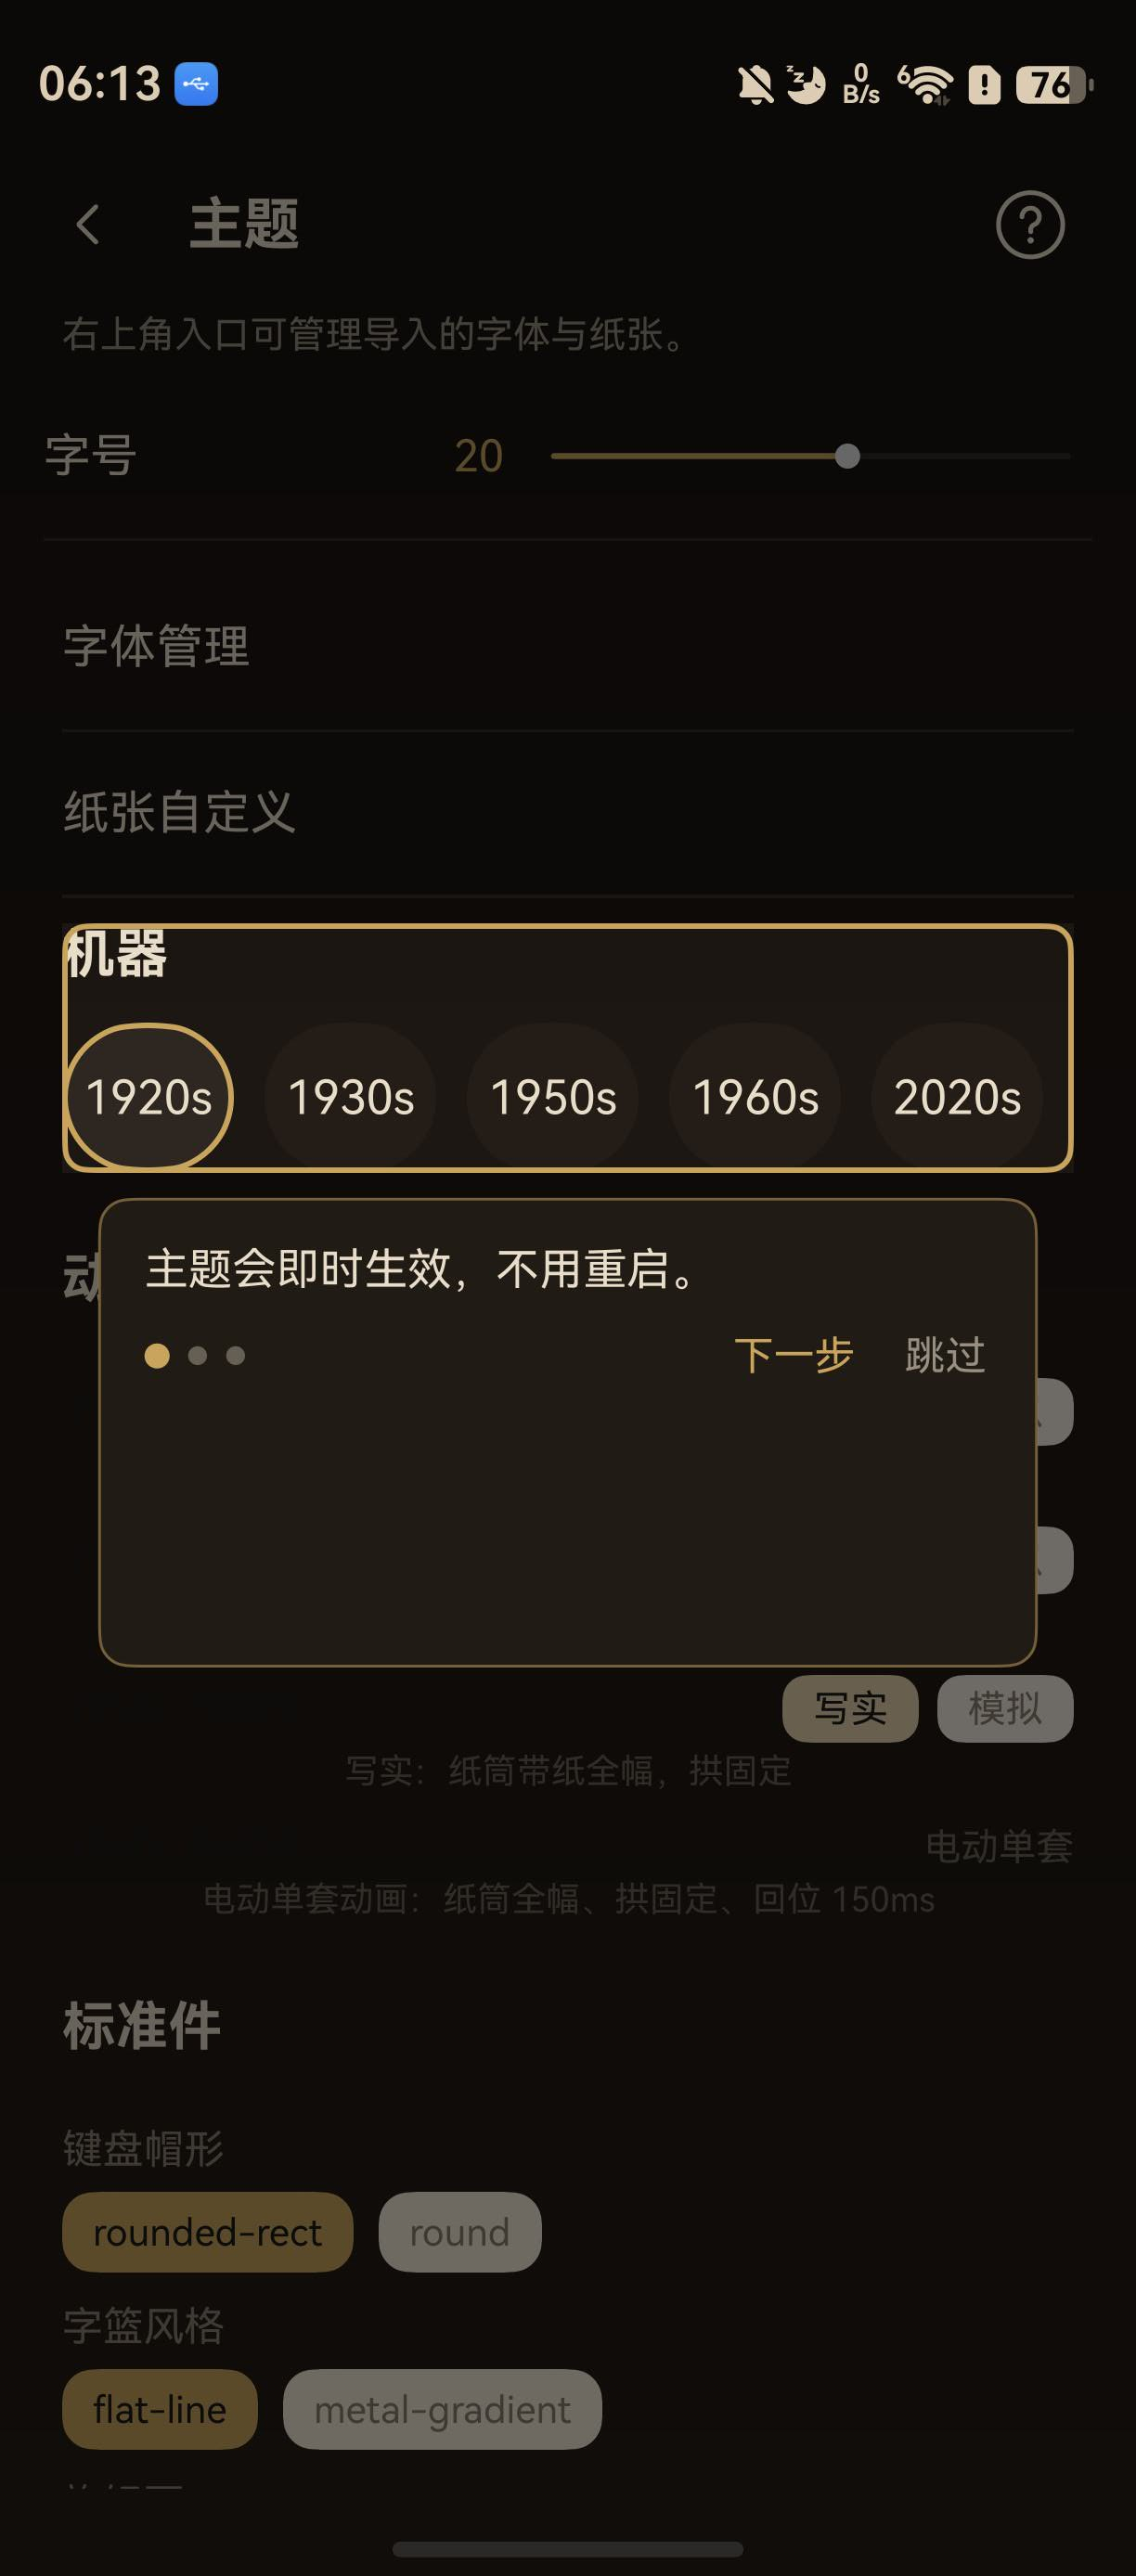 06:13
0
B/s
6
76
主题
右上角入口可管理导入的字体与纸张。
字号 20
字体管理
纸张自定义
机器
1920s 1930s 1950s 1960s 2020s
主题会即时生效，不用重启。
下一步 跳过
写实 模拟
写实：纸筒带纸全幅，拱固定
电动单套
电动单套动画：纸筒全幅、拱固定、回位 150ms
标准件
键盘帽形
rounded-rect round
字篮风格
flat-line metal-gradient